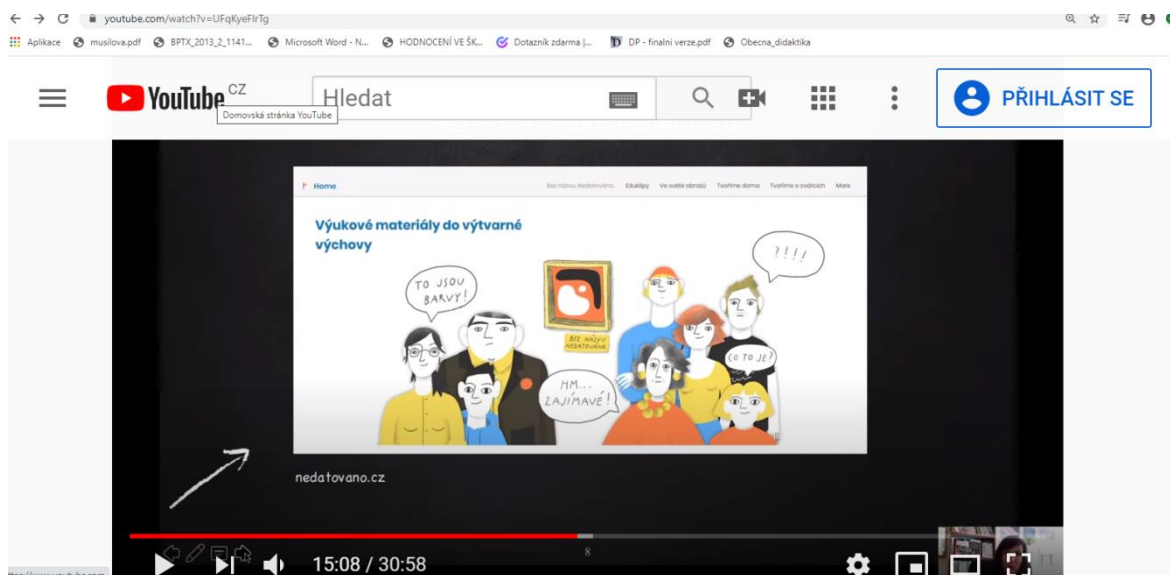 youtube.com/watch?v=UFqKyeFIrTg
Aplikace musilova.pdf BPTX_2013_2_1141... Microsoft Word - N... HODNOCENÍ VE ŠK... Dotazník zdarma |... DP - finalni verze.pdf Obecna_didaktika
YouTube CZ Hledat PŘIHLÁSIT SE
Domovská stránka YouTube
Home Bez názvu, Nedatováno. Eduklipy Ve světě obrazů Tvoříme doma Tvoříme o svátcích More
Výukové materiály do výtvarné
výchovy
?!!!
TO JSOU
BARVY!
BEZ NÁZVU
NEDATOVÁNO
CO TO JE?
HM...
ZAJÍMAVÉ!
nedatovano.cz
8
15:08 / 30:58